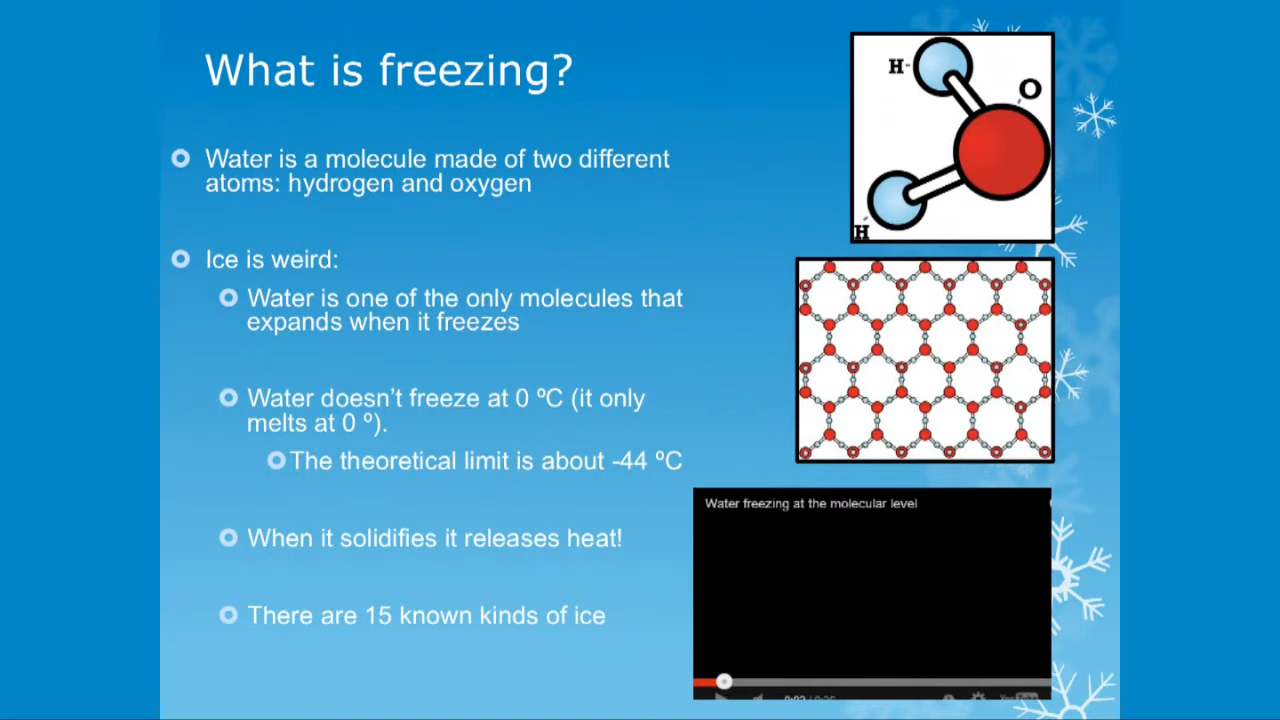 What is freezing?
Water is a molecule made of two different
atoms: hydrogen and oxygen
Ice is weird:
Water is one of the only molecules that
expands when it freezes
Water doesn't freeze at 0 ºC (it only
melts at 0 º).
The theoretical limit is about -44 ºC
When it solidifies it releases heat!
There are 15 known kinds of ice
H
O
H
Water freezing at the molecular level
YouTube